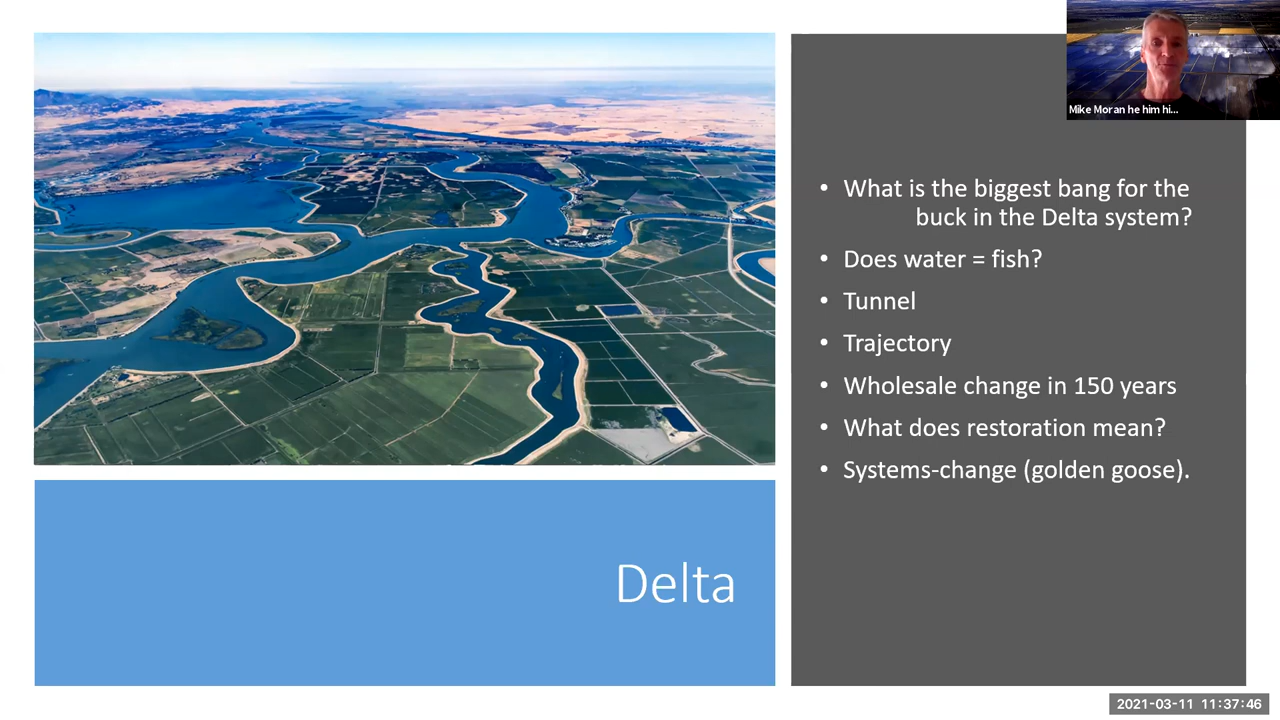 Mike Moran he him hi...
• What is the biggest bang for the
buck in the Delta system?
• Does water = fish?
• Tunnel
• Trajectory
• Wholesale change in 150 years
• What does restoration mean?
• Systems-change (golden goose).
Delta
2021-03-11 11:37:46